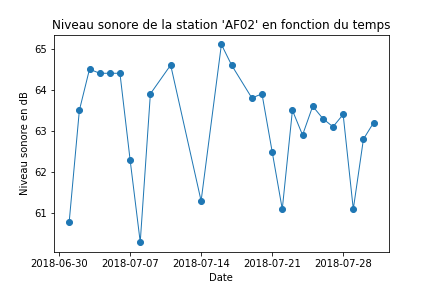 Niveau sonore de la station 'AF02' en fonction du temps
65
64
63
62
61
Niveau sonore en dB
2018-06-30 2018-07-07 2018-07-14 2018-07-21 2018-07-28
Date